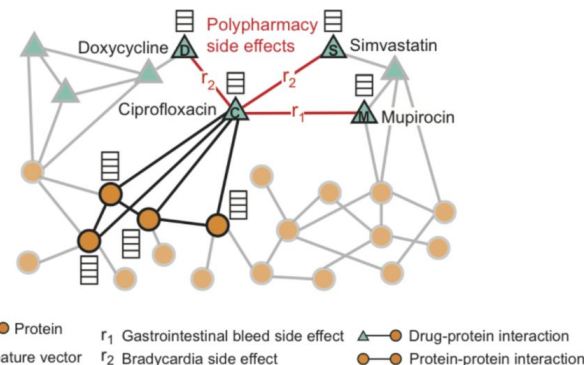 Polypharmacy
side effects
Doxycycline D
S Simvastatin
r2
r2
Ciprofloxacin C
r1
M Mupirocin
Protein
r1 Gastrointestinal bleed side effect
Drug-protein interaction
ature vector
r2 Bradycardia side effect
Protein-protein interaction